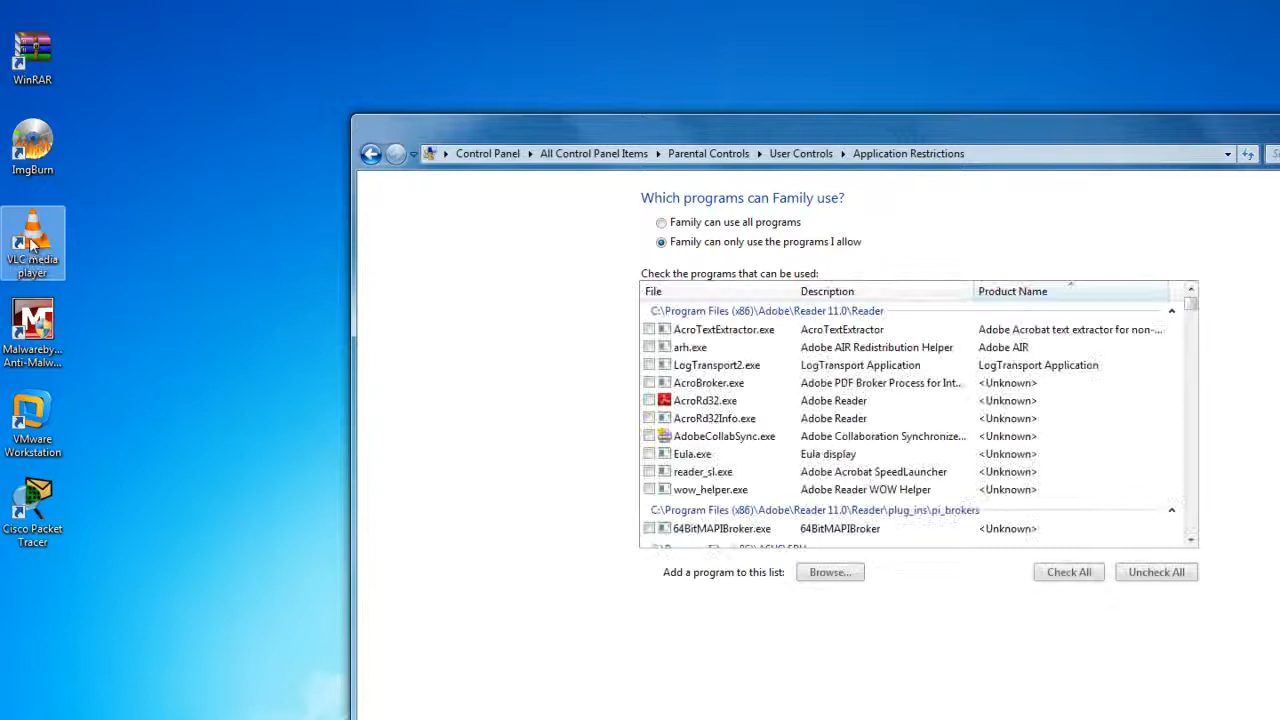 WinRAR
ImgBurn
VLC media
player
Malwareby...
Anti-Malw...
VMware
Workstation
Cisco Packet
Tracer
Control Panel All Control Panel Items Parental Controls User Controls Application Restrictions
Which programs can Family use?
Family can use all programs
Family can only use the programs I allow
Check the programs that can be used:
File Description Product Name
C:\Program Files (x86)\Adobe\Reader 11.0\Reader
AcroTextExtractor.exe AcroTextExtractor Adobe Acrobat text extractor for non-...
arh.exe Adobe AIR Redistribution Helper Adobe AIR
LogTransport2.exe LogTransport Application LogTransport Application
AcroBroker.exe Adobe PDF Broker Process for Int... <Unknown>
AcroRd32.exe Adobe Reader <Unknown>
AcroRd32Info.exe Adobe Reader <Unknown>
AdobeCollabSync.exe Adobe Collaboration Synchronize... <Unknown>
Eula.exe Eula display <Unknown>
reader_sl.exe Adobe Acrobat SpeedLauncher <Unknown>
wow_helper.exe Adobe Reader WOW Helper <Unknown>
C:\Program Files (x86)\Adobe\Reader 11.0\Reader\plug_ins\pi_brokers
64BitMAPIBroker.exe 64BitMAPIBroker <Unknown>
Add a program to this list: Browse... Check All Uncheck All